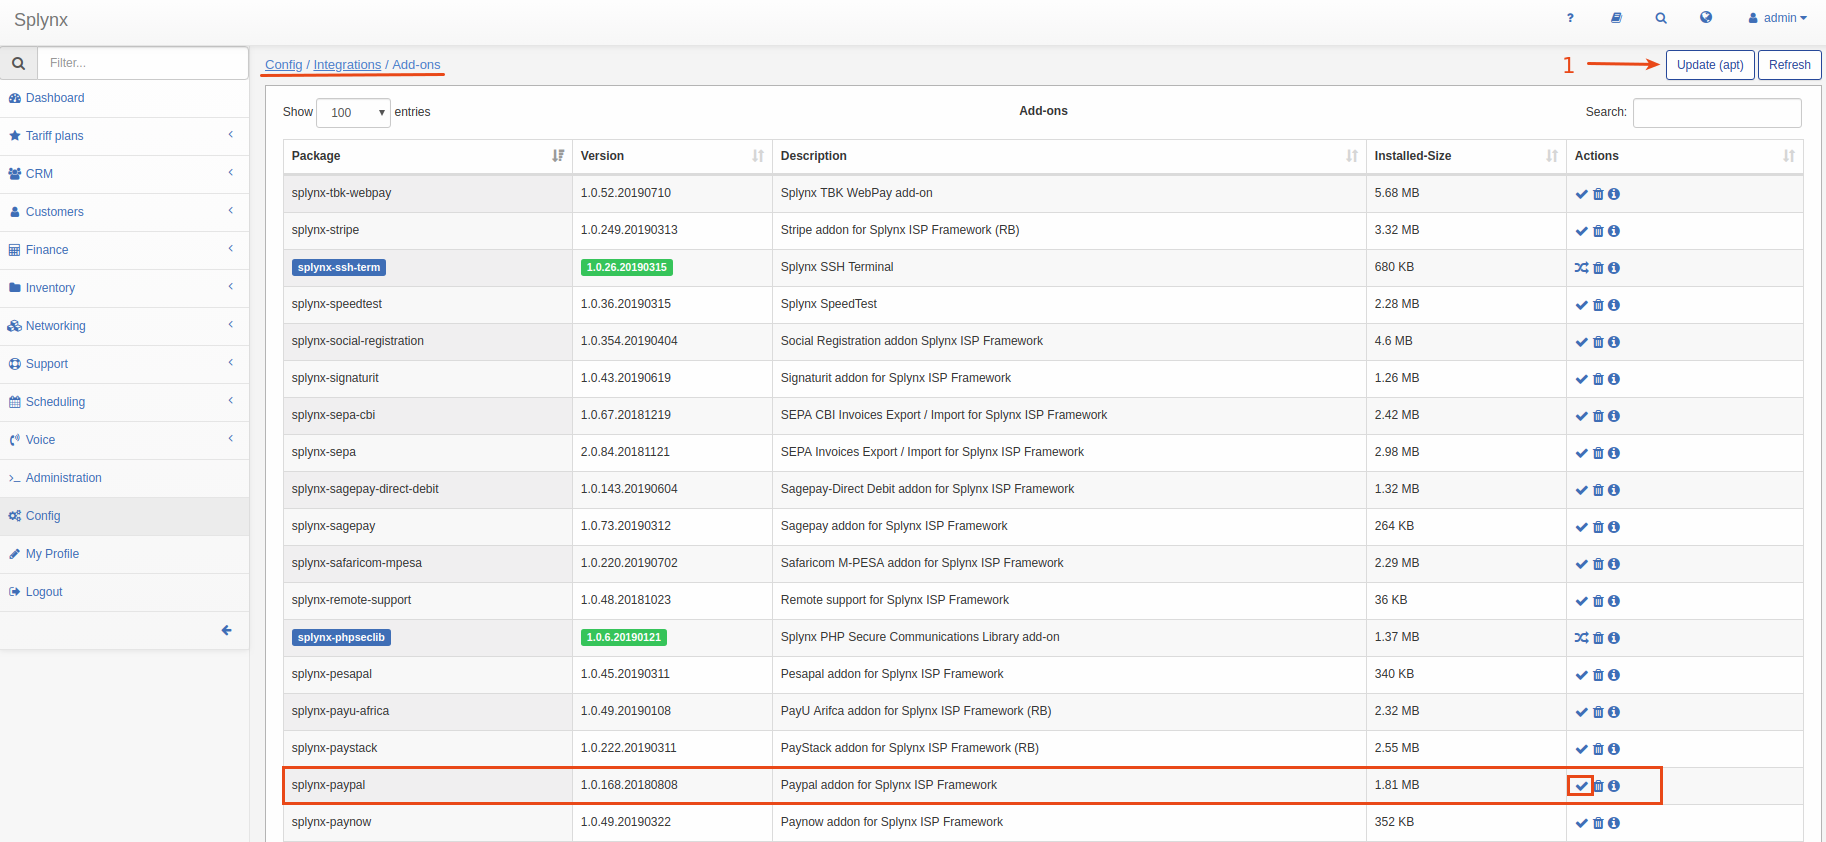 Splynx
? admin
Filter...
Config / Integrations / Add-ons
1
Update (apt) Refresh
Dashboard
Tariff plans
CRM
Customers
Finance
Inventory
Networking
Support
Scheduling
Voice
Administration
Config
My Profile
Logout
Show 100 entries
Add-ons
Search:
Package Version Description Installed-Size Actions
splynx-tbk-webpay 1.0.52.20190710 Splynx TBK WebPay add-on 5.68 MB
splynx-stripe 1.0.249.20190313 Stripe addon for Splynx ISP Framework (RB) 3.32 MB
splynx-ssh-term 1.0.26.20190315 Splynx SSH Terminal 680 KB
splynx-speedtest 1.0.36.20190315 Splynx SpeedTest 2.28 MB
splynx-social-registration 1.0.354.20190404 Social Registration addon Splynx ISP Framework 4.6 MB
splynx-signaturit 1.0.43.20190619 Signaturit addon for Splynx ISP Framework 1.26 MB
splynx-sepa-cbi 1.0.67.20181219 SEPA CBI Invoices Export / Import for Splynx ISP Framework 2.42 MB
splynx-sepa 2.0.84.20181121 SEPA Invoices Export / Import for Splynx ISP Framework 2.98 MB
splynx-sagepay-direct-debit 1.0.143.20190604 Sagepay-Direct Debit addon for Splynx ISP Framework 1.32 MB
splynx-sagepay 1.0.73.20190312 Sagepay addon for Splynx ISP Framework 264 KB
splynx-safaricom-mpesa 1.0.220.20190702 Safaricom M-PESA addon for Splynx ISP Framework 2.29 MB
splynx-remote-support 1.0.48.20181023 Remote support for Splynx ISP Framework 36 KB
splynx-phpseclib 1.0.6.20190121 Splynx PHP Secure Communications Library add-on 1.37 MB
splynx-pesapal 1.0.45.20190311 Pesapal addon for Splynx ISP Framework 340 KB
splynx-payu-africa 1.0.49.20190108 PayU Arifca addon for Splynx ISP Framework (RB) 2.32 MB
splynx-paystack 1.0.222.20190311 PayStack addon for Splynx ISP Framework (RB) 2.55 MB
splynx-paypal 1.0.168.20180808 Paypal addon for Splynx ISP Framework 1.81 MB
splynx-paynow 1.0.49.20190322 Paynow addon for Splynx ISP Framework 352 KB